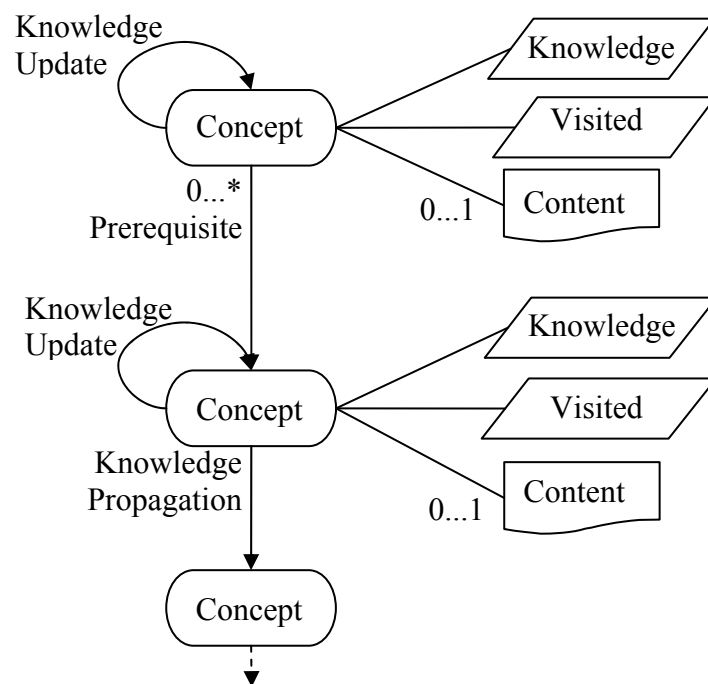 Knowledge
Update
Concept
Knowledge
Visited
0...1
Content
0...*
Prerequisite
Knowledge
Update
Concept
Knowledge
Visited
0...1
Content
Knowledge
Propagation
Concept